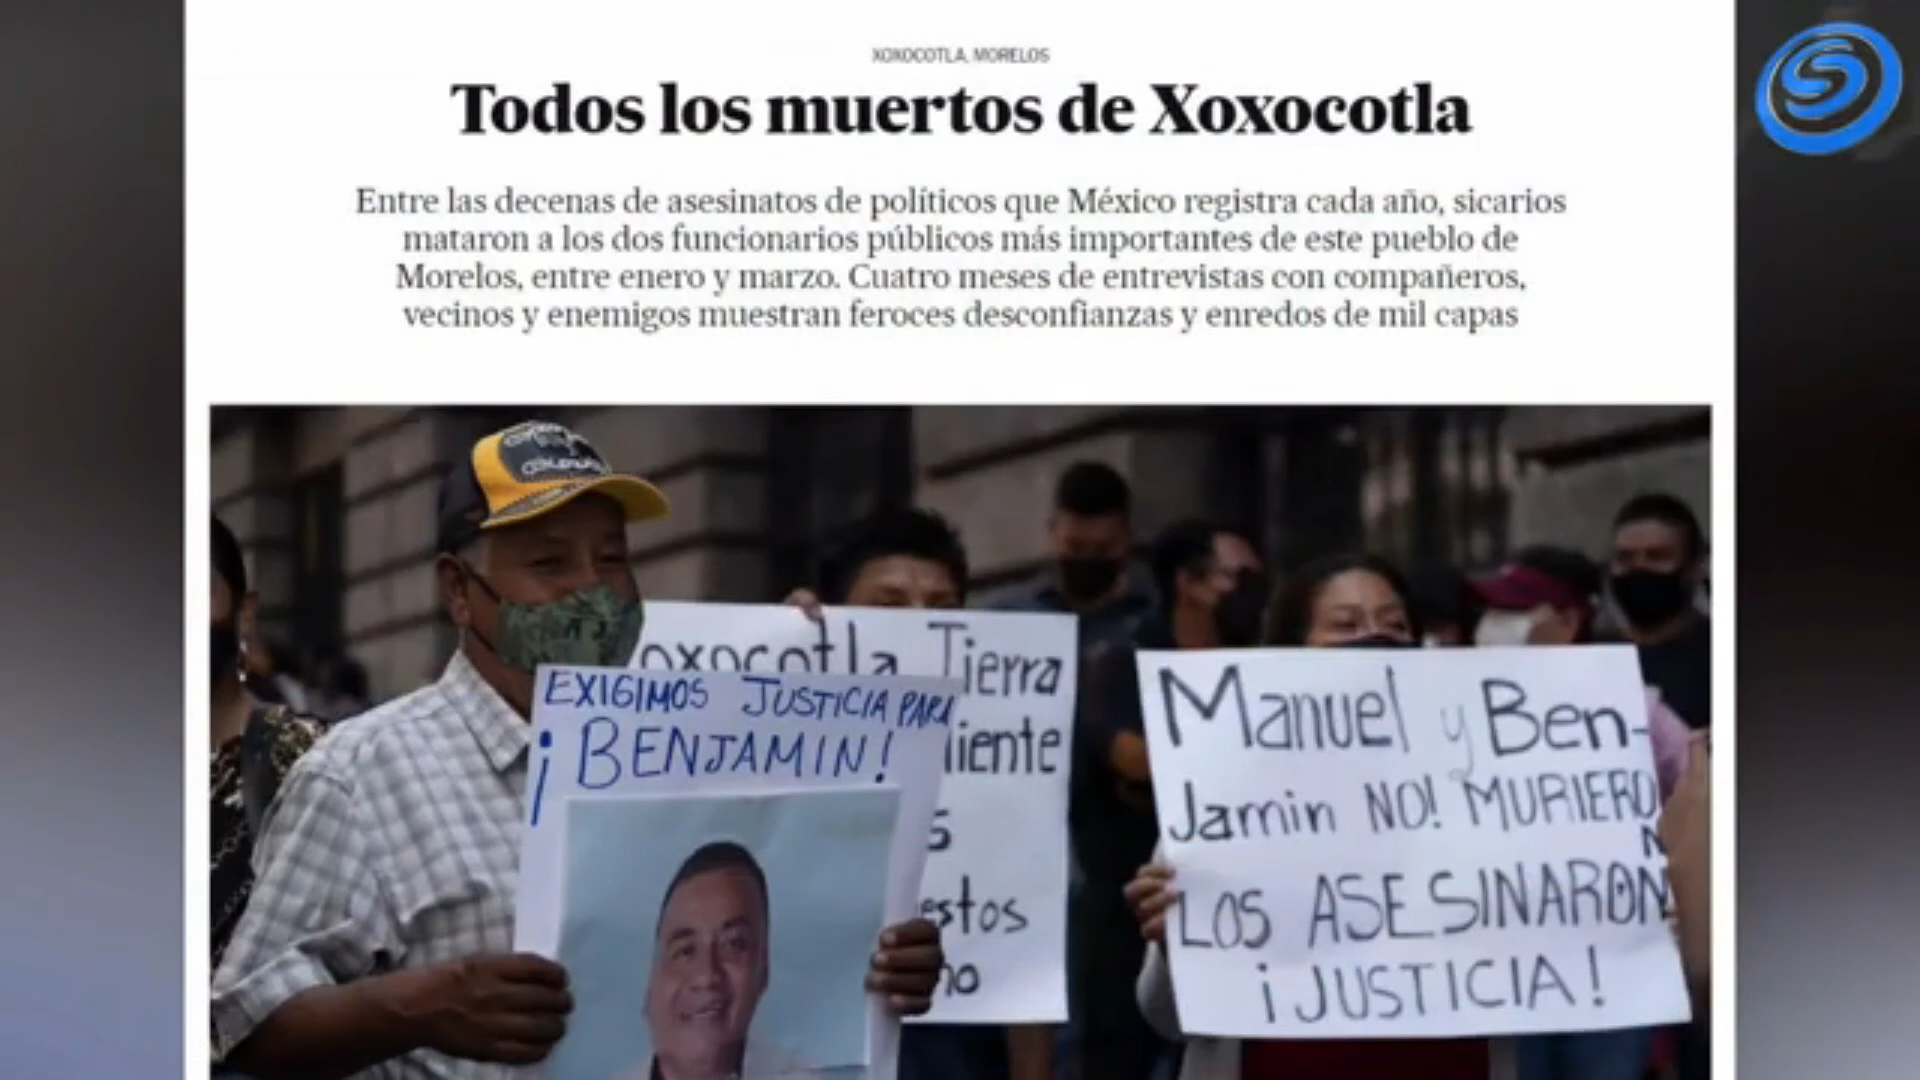 XOXOCOTLA, MORELOS
Todos los muertos de Xoxocotla
Entre las decenas de asesinatos de políticos que México registra cada año, sicarios
mataron a los dos funcionarios públicos más importantes de este pueblo de
Morelos, entre enero y marzo. Cuatro meses de entrevistas con compañeros,
vecinos y enemigos muestran feroces desconfianzas y enredos de mil capas
oxocotla Tierra
liente
s
estos
no
EXIGIMOS JUSTICIA PARA
¡BENJAMIN!
Manuel y Ben-
Jamin NO! MURIERO
N
LOS ASESINARON
¡JUSTICIA!